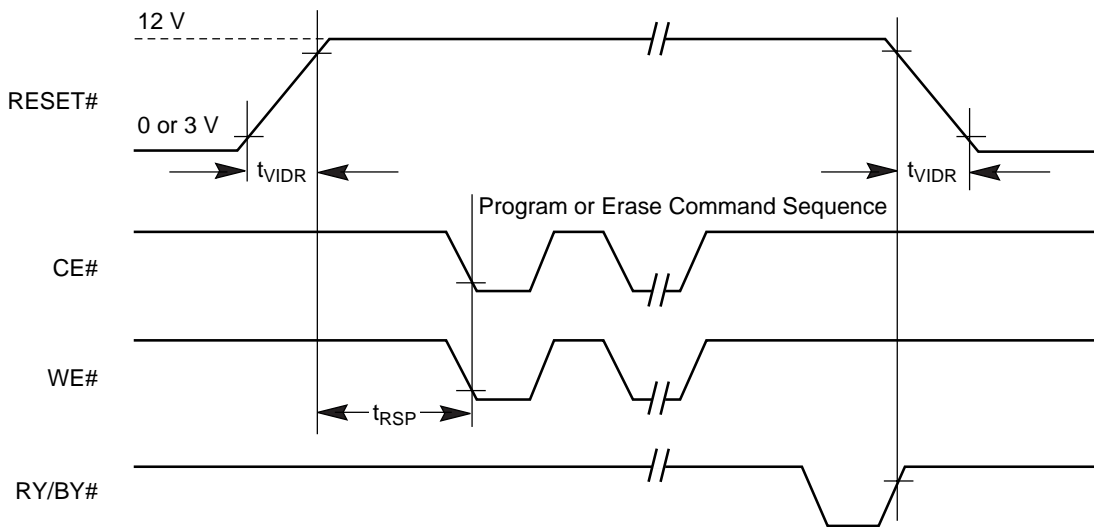 12 V
RESET#
0 or 3 V
tVIDR
tVIDR
Program or Erase Command Sequence
CE#
WE#
tRSP
RY/BY#